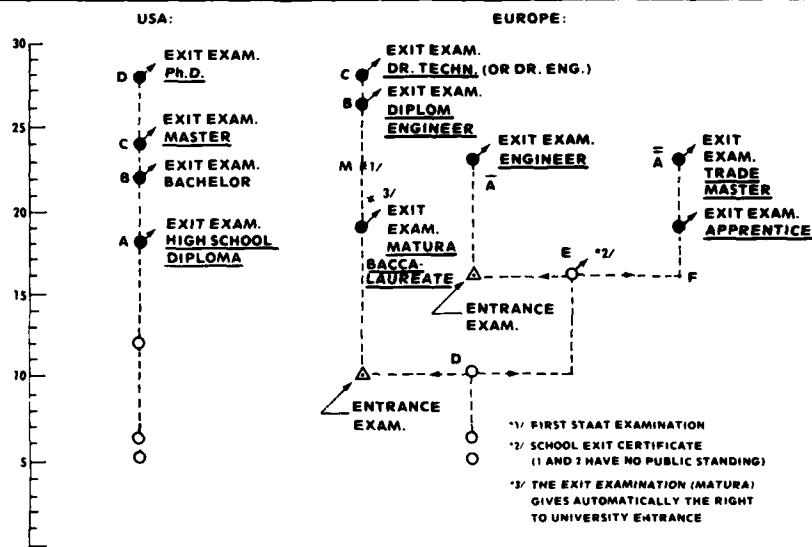 USA:
EUROPE:
30
25
20
15
10
5
D
EXIT EXAM.
Ph.D.
C
EXIT EXAM.
MASTER
B
EXIT EXAM.
BACHELOR
A
EXIT EXAM.
HIGH SCHOOL
DIPLOMA
C
EXIT EXAM.
DR. TECHN. (OR DR. ENG.)
B
EXIT EXAM.
DIPLOM
ENGINEER
M *1/
* 3/
EXIT
EXAM.
MATURA
BACCA-
LAUREATE
EXIT EXAM.
ENGINEER
A
EXIT
EXAM.
TRADE
MASTER
A
EXIT EXAM.
APPRENTICE
E
*2/
F
ENTRANCE
EXAM.
D
ENTRANCE
EXAM.
*1/ FIRST STAAT EXAMINATION
*2/ SCHOOL EXIT CERTIFICATE
(1 AND 2 HAVE NO PUBLIC STANDING)
*3/ THE EXIT EXAMINATION (MATURA)
GIVES AUTOMATICALLY THE RIGHT
TO UNIVERSITY ENTRANCE